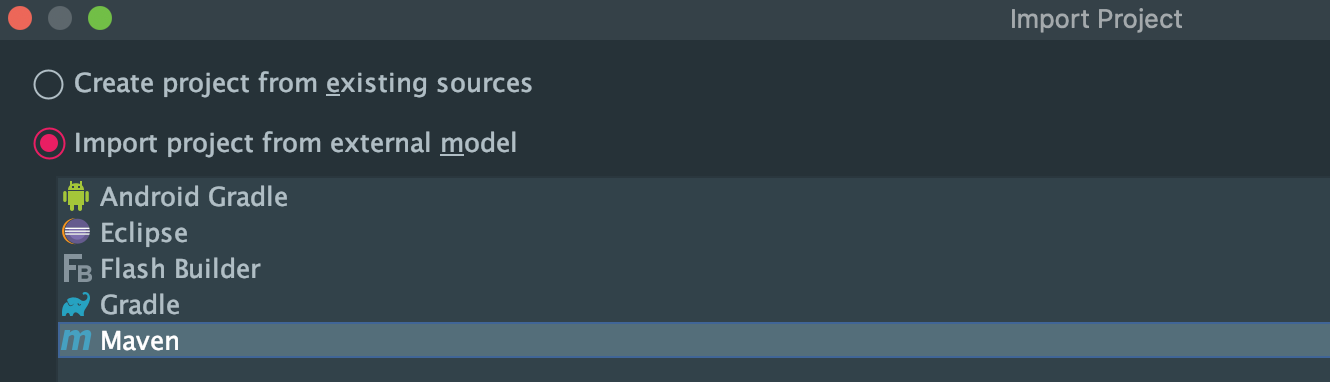 Import Project
Create project from existing sources
Import project from external model
Android Gradle
Eclipse
FB Flash Builder
Gradle
m Maven